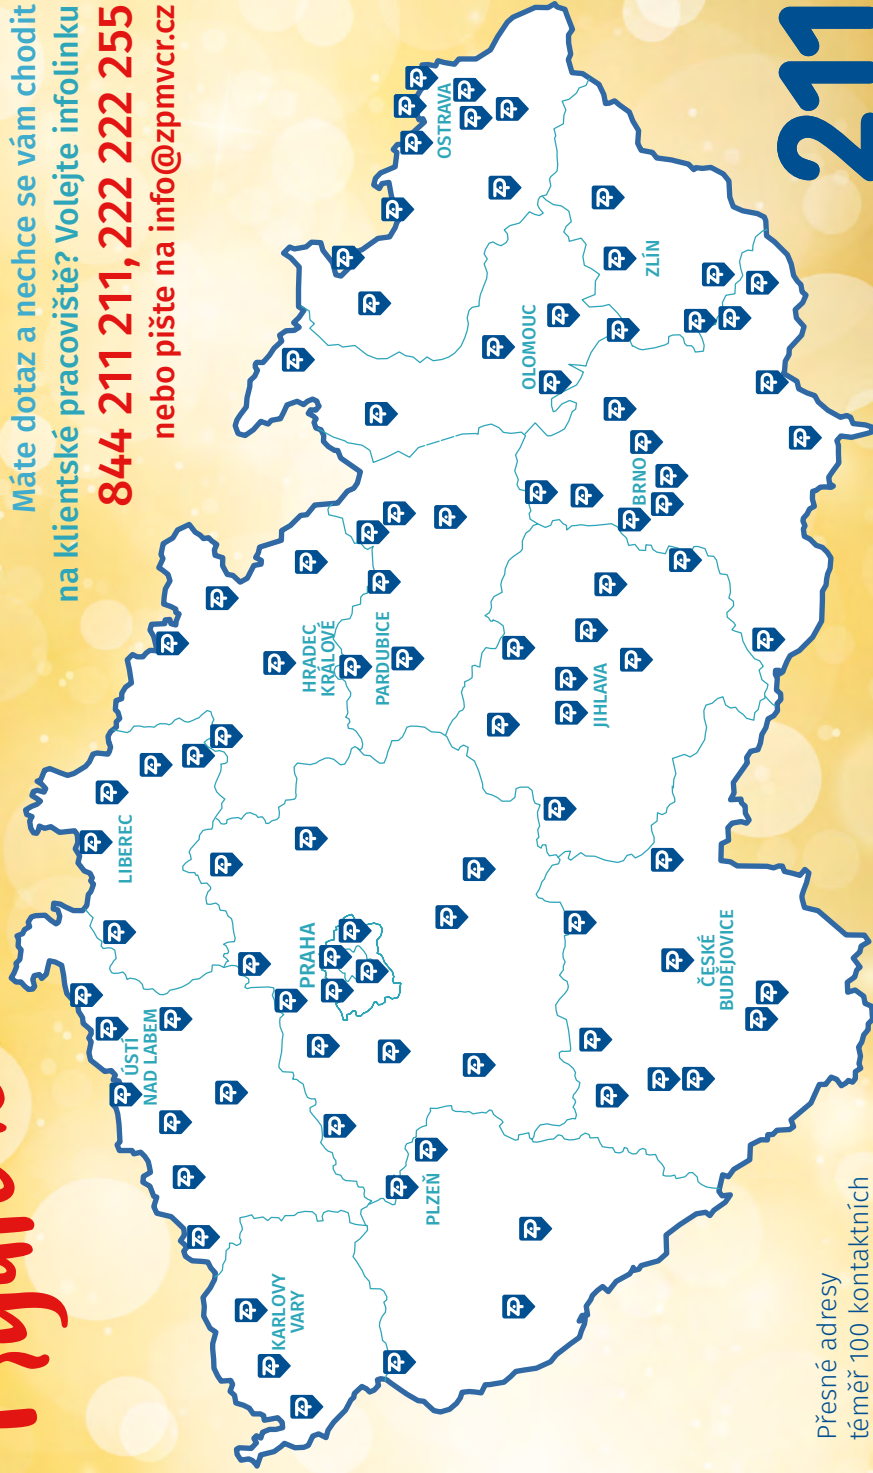 Máte dotaz a nechce se vám chodit
na klientské pracoviště? Volejte infolinku
844 211 211, 222 222 255
nebo pište na info@zpmvcr.cz
LIBEREC
ÚSTÍ
NAD LABEM
KARLOVY
VARY
PRAHA
HRADEC
KRÁLOVÉ
PARDUBICE
PLZEŇ
OSTRAVA
OLOMOUC
JIHLAVA
BRNO
ZLÍN
ČESKÉ
BUDĚJOVICE
Přesné adresy
téměř 100 kontaktních
211